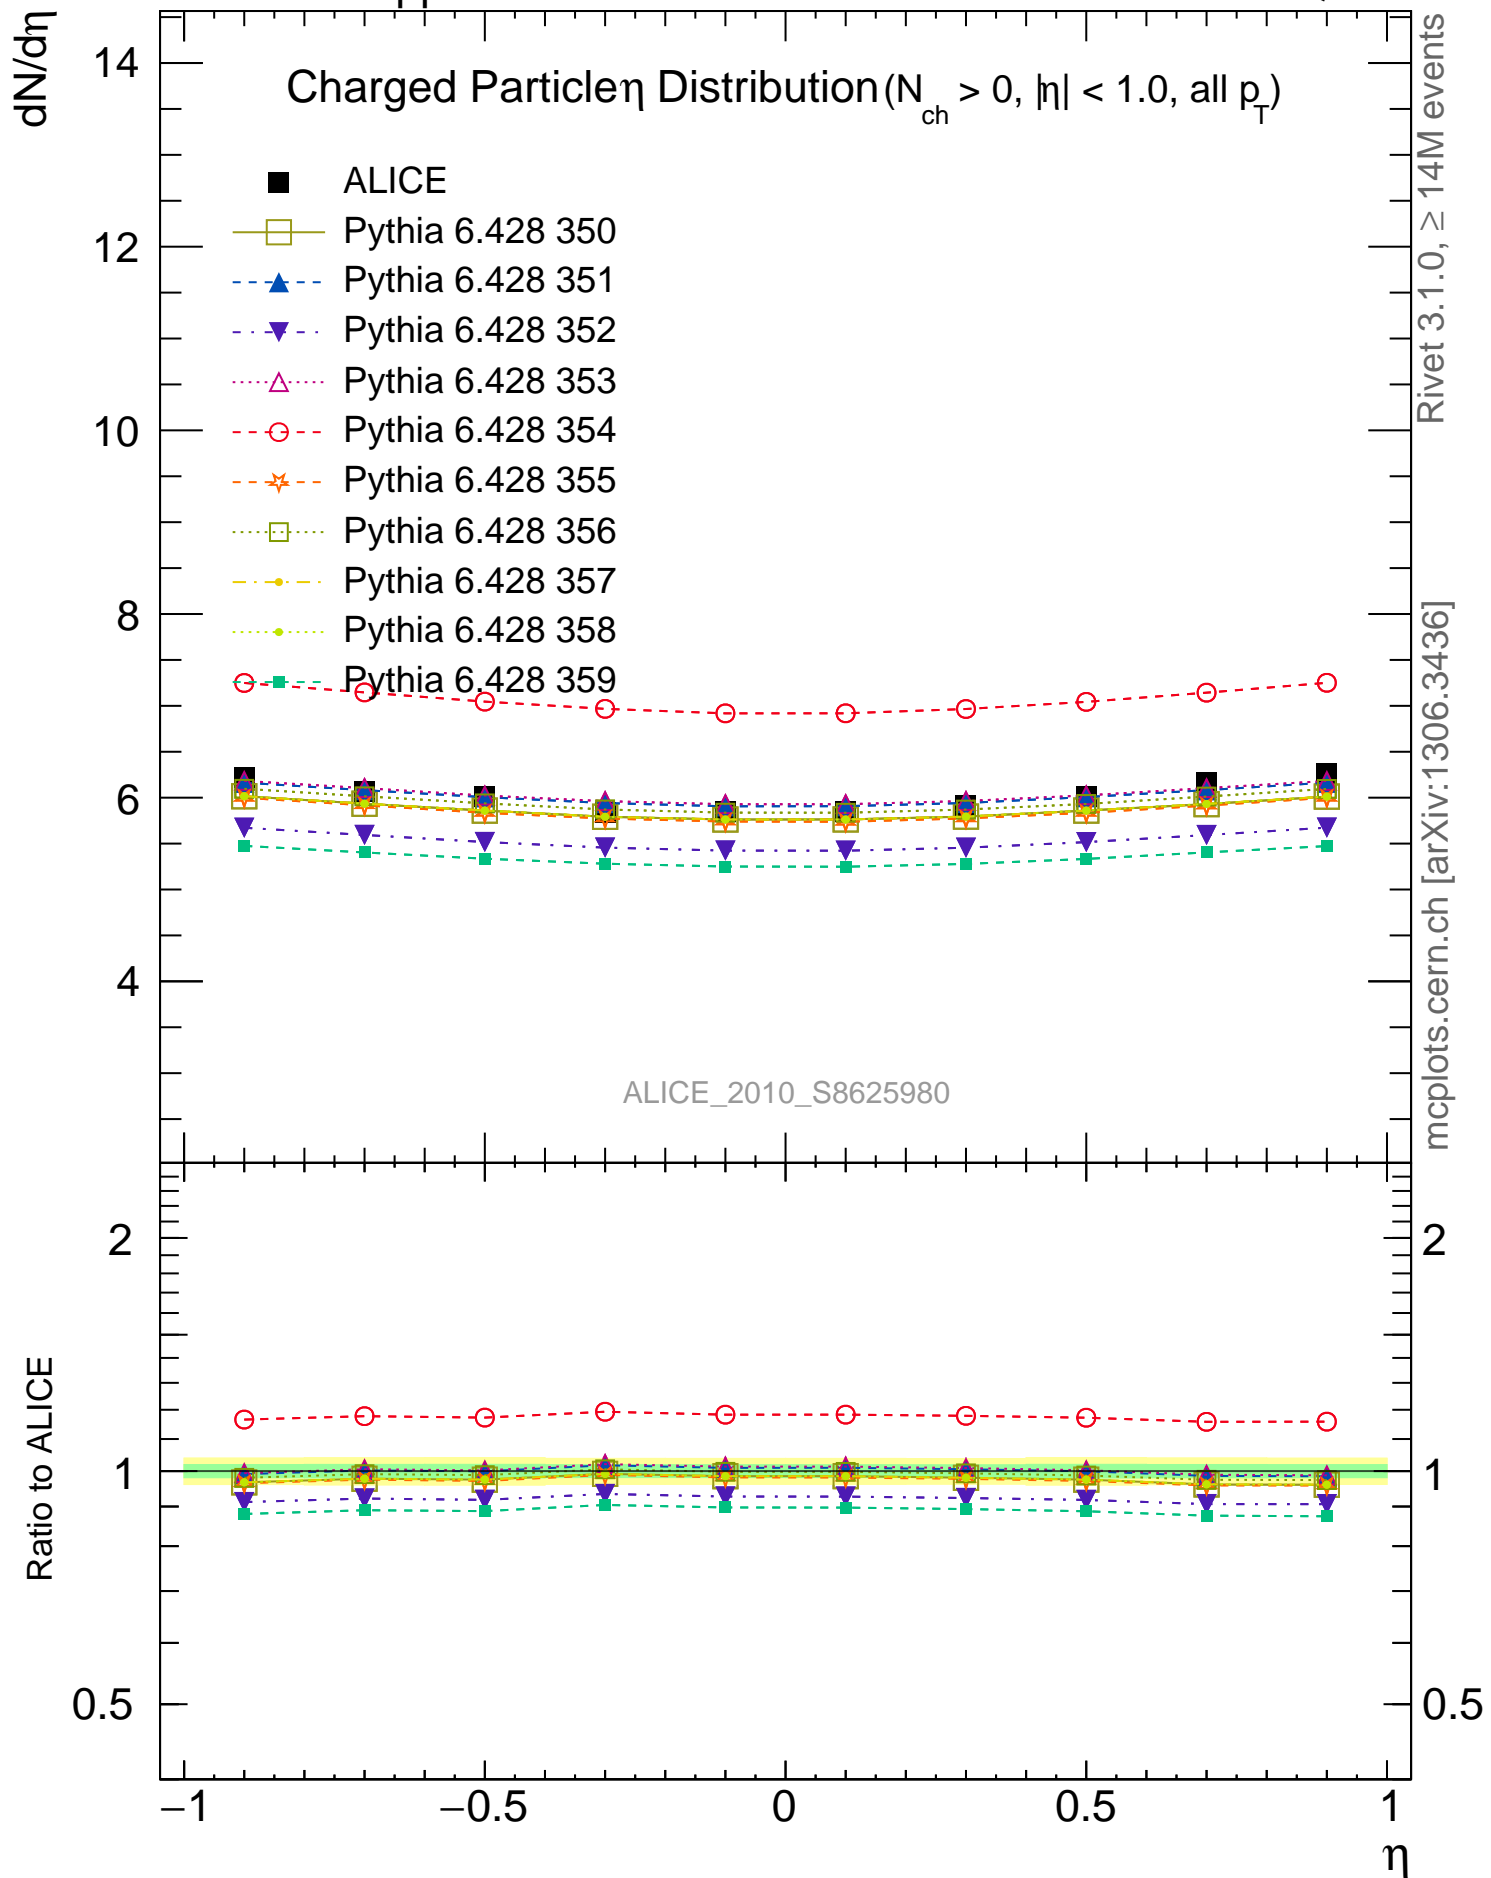 dN/dη
Charged Particleη Distribution (N_ch > 0, |η| < 1.0, all p_T)
ALICE
Pythia 6.428 350
Pythia 6.428 351
Pythia 6.428 352
Pythia 6.428 353
Pythia 6.428 354
Pythia 6.428 355
Pythia 6.428 356
Pythia 6.428 357
Pythia 6.428 358
Pythia 6.428 359
14
12
10
8
6
4
ALICE_2010_S8625980
Rivet 3.1.0, ≥ 14M events
mcplots.cern.ch [arXiv:1306.3436]
Ratio to ALICE
2
1
0.5
2
1
0.5
−1 −0.5 0 0.5 1
η